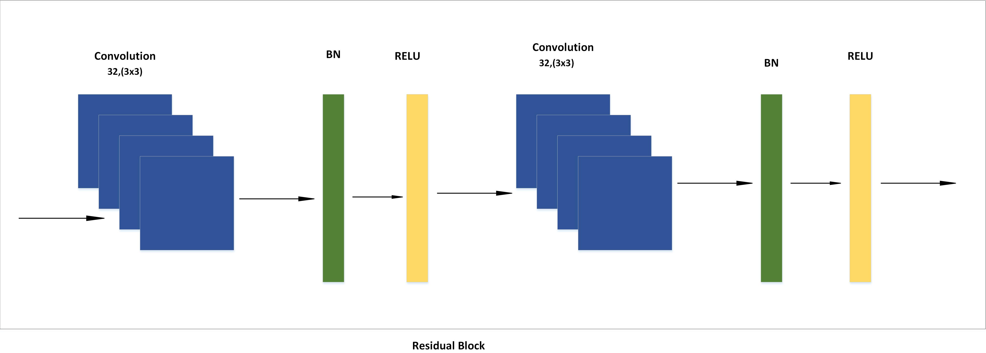 Convolution
32,(3x3)
BN
RELU
Convolution
32,(3x3)
BN
RELU
Residual Block